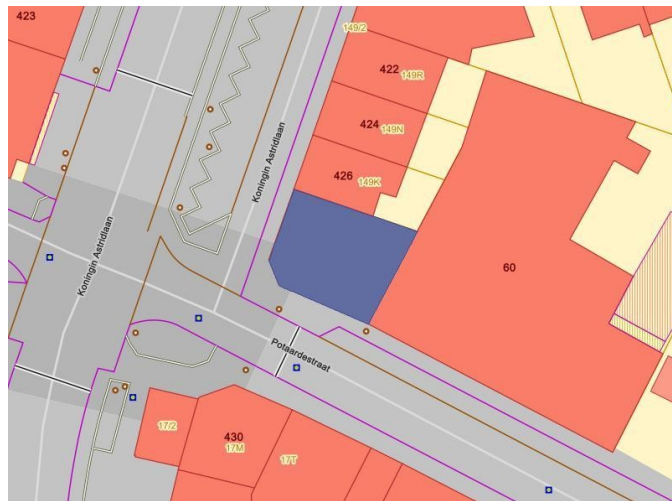 423
149/2
422
149R
424
149N
Koningin Astridlaan
426
149K
Koningin Astridlaan
60
Potaardestraat
17/2
430
17M
17T